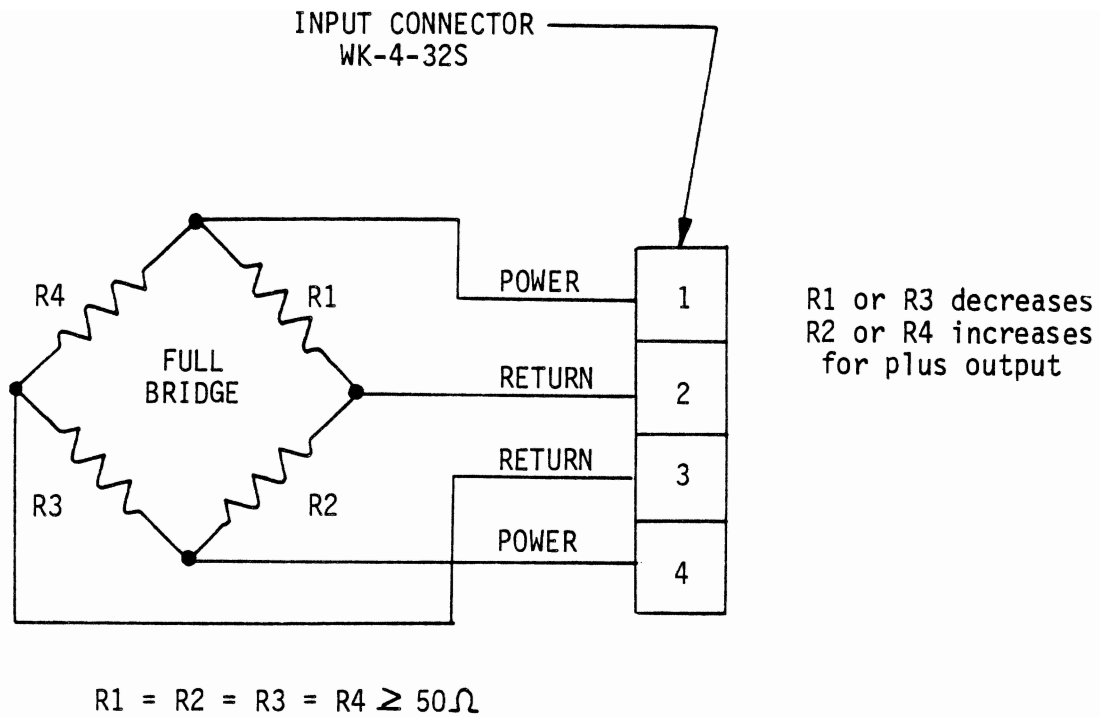 INPUT CONNECTOR
WK-4-32S
R4
R1
FULL
BRIDGE
R3
R2
POWER
RETURN
RETURN
POWER
1
2
3
4
R1 or R3 decreases
R2 or R4 increases
for plus output
R1 = R2 = R3 = R4 ≥ 50Ω